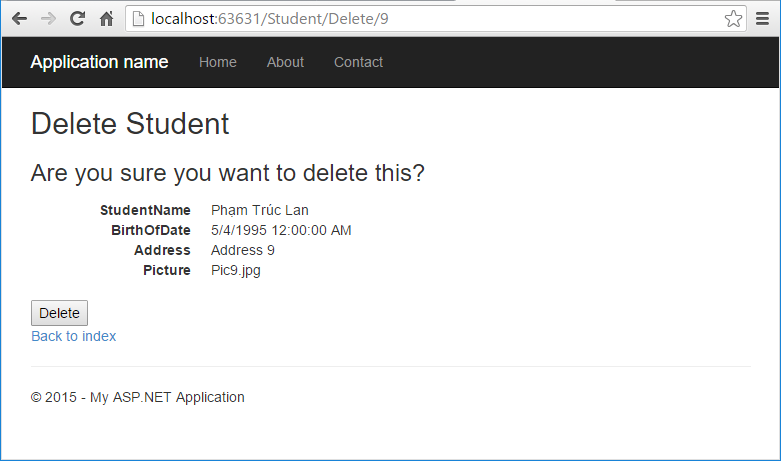 localhost:63631/Student/Delete/9
Application name Home About Contact
Delete Student
Are you sure you want to delete this?
StudentName Phạm Trúc Lan
BirthOfDate 5/4/1995 12:00:00 AM
Address Address 9
Picture Pic9.jpg
Delete
Back to index
© 2015 - My ASP.NET Application